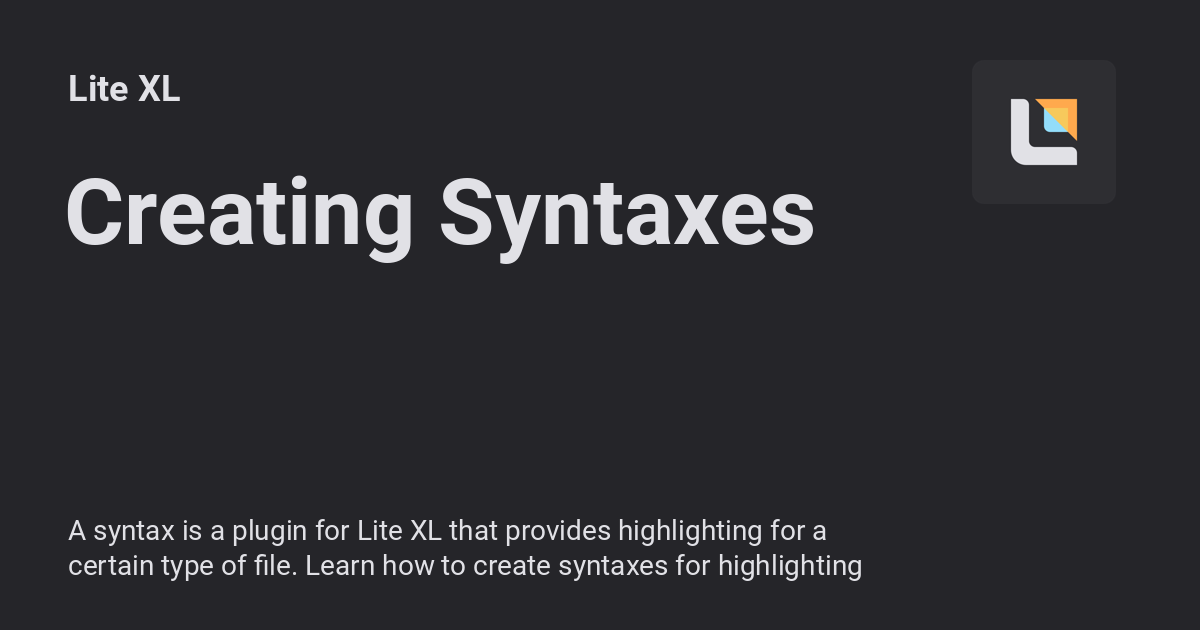 Lite XL
Creating Syntaxes
A syntax is a plugin for Lite XL that provides highlighting for a
certain type of file. Learn how to create syntaxes for highlighting